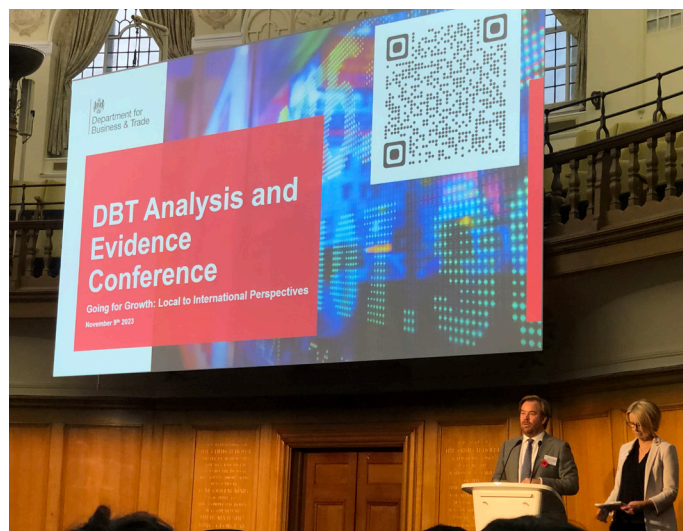 Department for
Business & Trade
DBT Analysis and
Evidence
Conference
Going for Growth: Local to International Perspectives
November 9th 2023